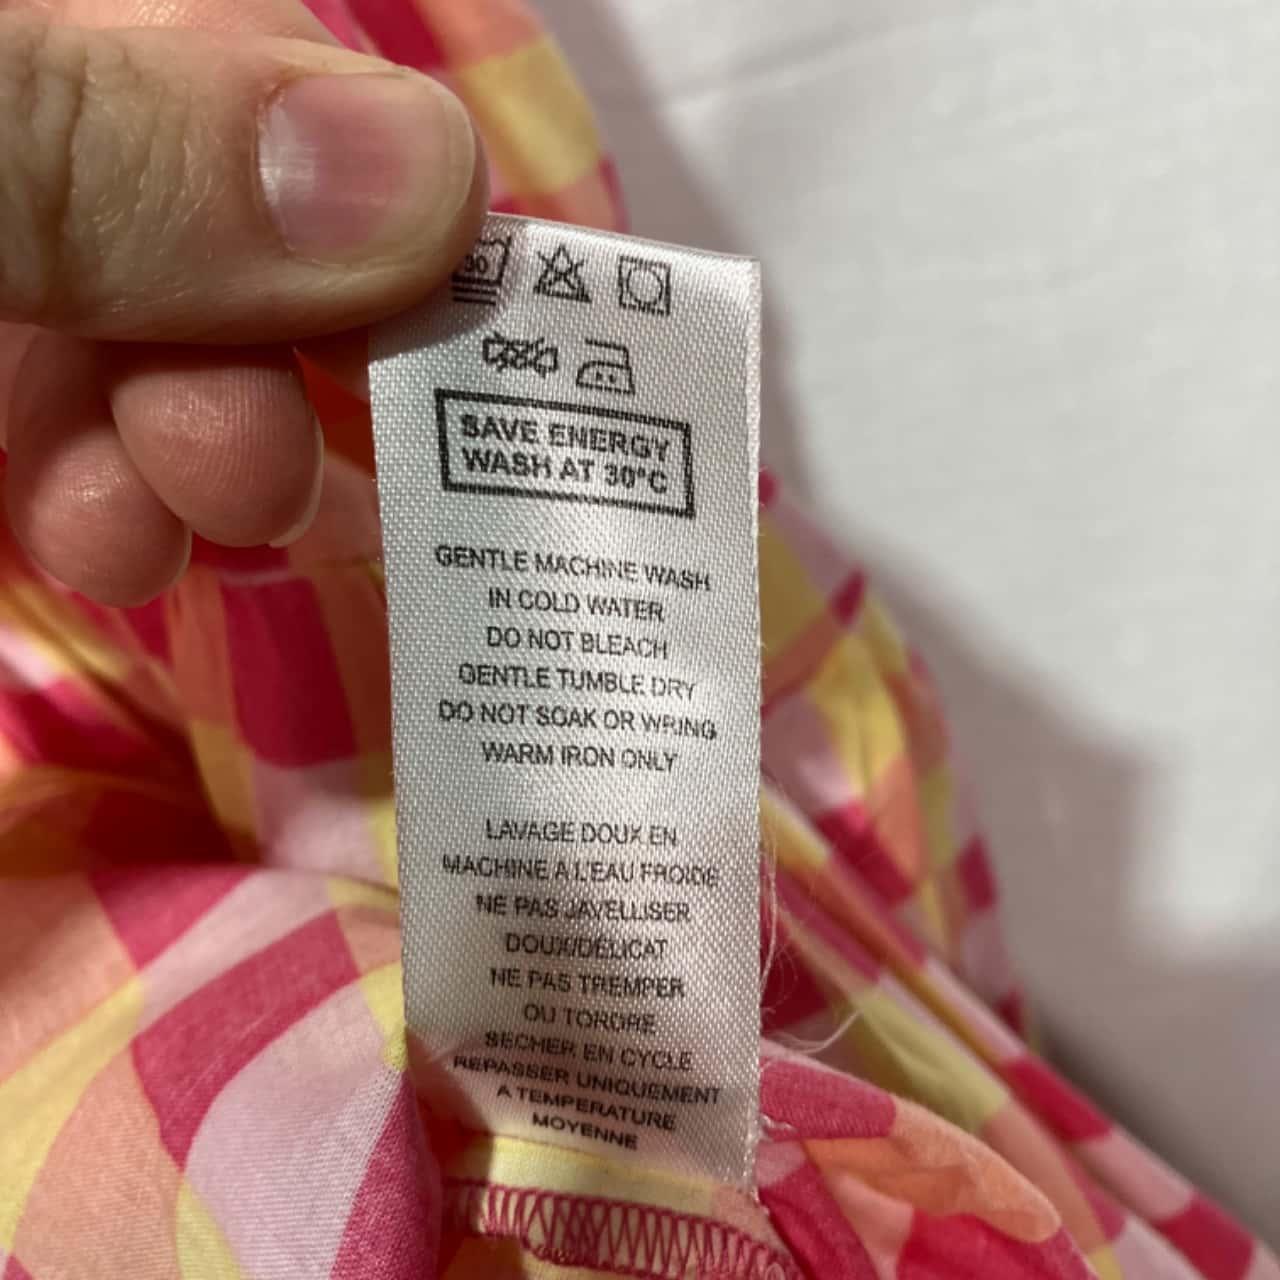 30
SAVE ENERGY
WASH AT 30°C
GENTLE MACHINE WASH
IN COLD WATER
DO NOT BLEACH
GENTLE TUMBLE DRY
DO NOT SOAK OR WRING
WARM IRON ONLY
LAVAGE DOUX EN
MACHINE A L'EAU FROIDE
NE PAS JAVELLISER
DOUX/DELICAT
NE PAS TREMPER
OU TORDRE
SECHER EN CYCLE
REPASSER UNIQUEMENT
A TEMPERATURE
MOYENNE